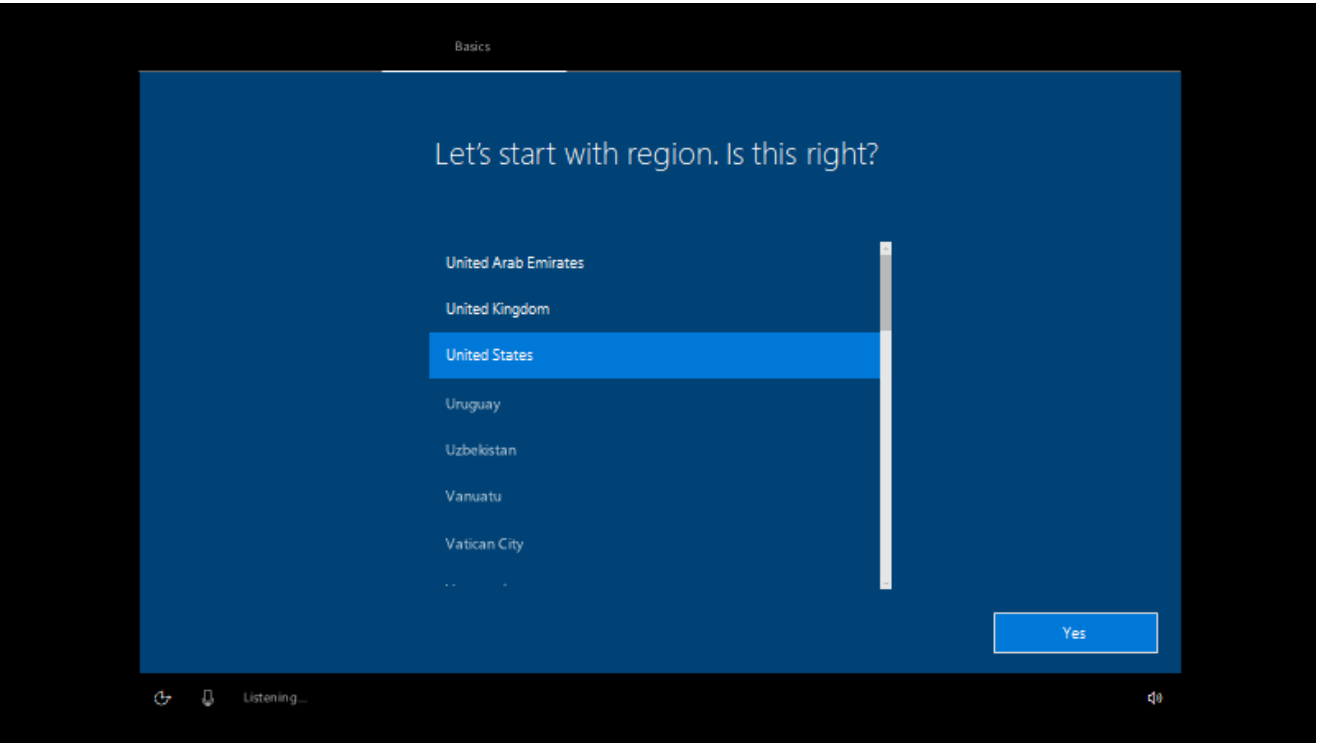 Basics
Let's start with region. Is this right?
United Arab Emirates
United Kingdom
United States
Uruguay
Uzbekistan
Vanuatu
Vatican City
Yes
Listening...